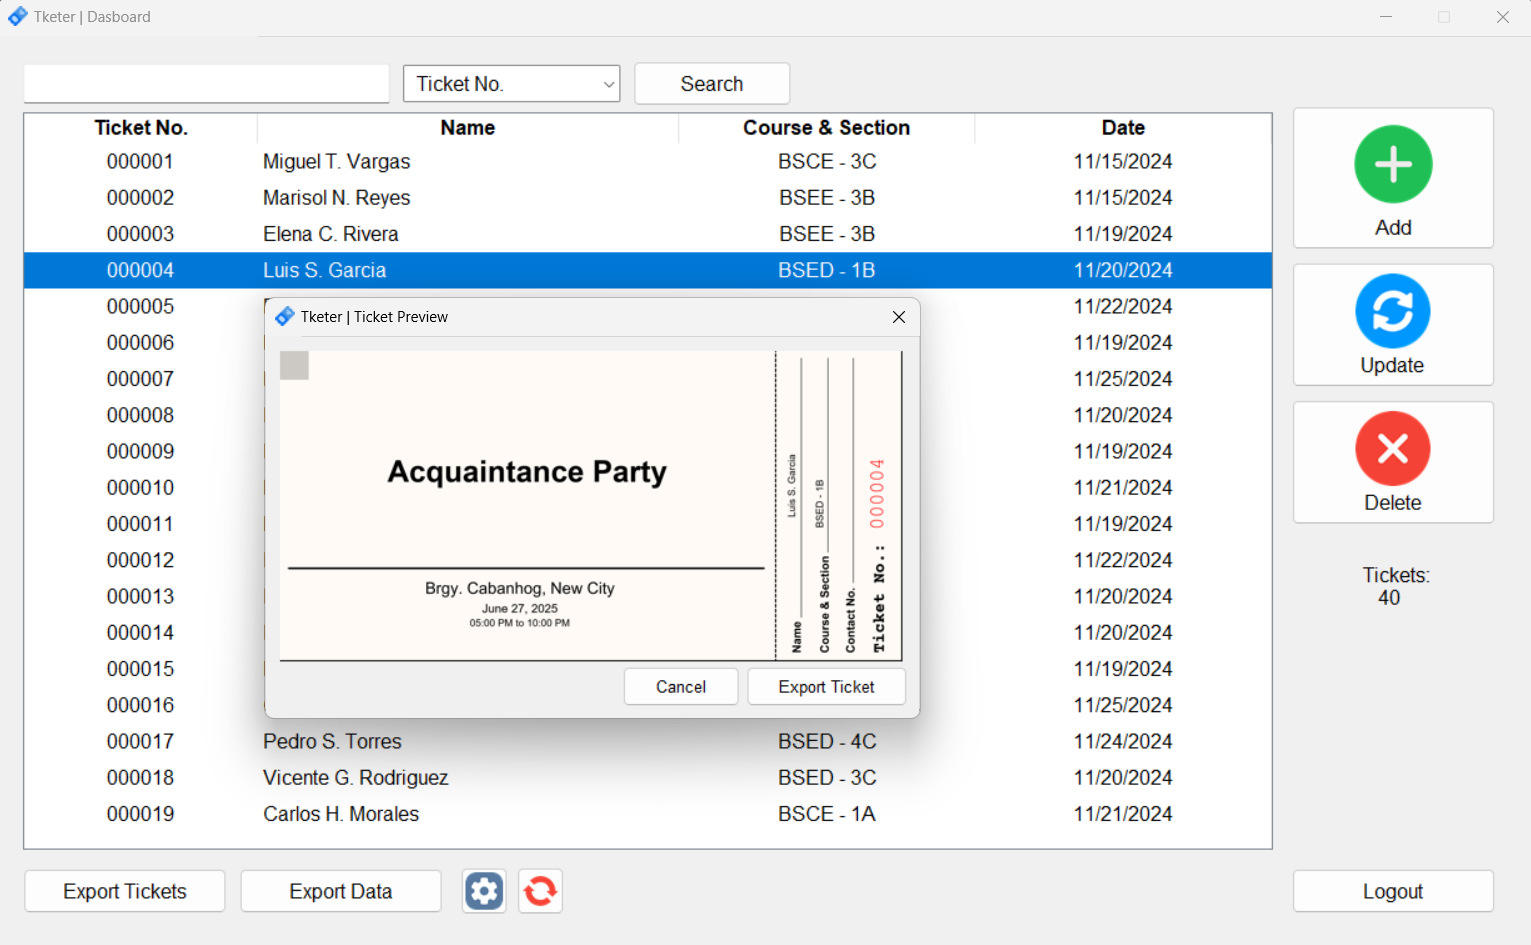 Tketer | Dasboard
Ticket No.
Search
Ticket No. Name Course & Section Date
000001 Miguel T. Vargas BSCE - 3C 11/15/2024
000002 Marisol N. Reyes BSEE - 3B 11/15/2024
000003 Elena C. Rivera BSEE - 3B 11/19/2024
000004 Luis S. Garcia BSED - 1B 11/20/2024
000005 11/22/2024
000006 11/19/2024
000007 11/25/2024
000008 11/20/2024
000009 11/19/2024
000010 11/21/2024
000011 11/19/2024
000012 11/22/2024
000013 11/20/2024
000014 11/20/2024
000015 11/19/2024
000016 11/25/2024
000017 Pedro S. Torres BSED - 4C 11/24/2024
000018 Vicente G. Rodriguez BSED - 3C 11/20/2024
000019 Carlos H. Morales BSCE - 1A 11/21/2024
Tketer | Ticket Preview
Acquaintance Party
Brgy. Cabanhog, New City
June 27, 2025
05:00 PM to 10:00 PM
Name Luis S. Garcia
Course & Section BSED - 1B
Contact No.
Ticket No.: 000004
Cancel
Export Ticket
Add
Update
Delete
Tickets:
40
Export Tickets
Export Data
Logout